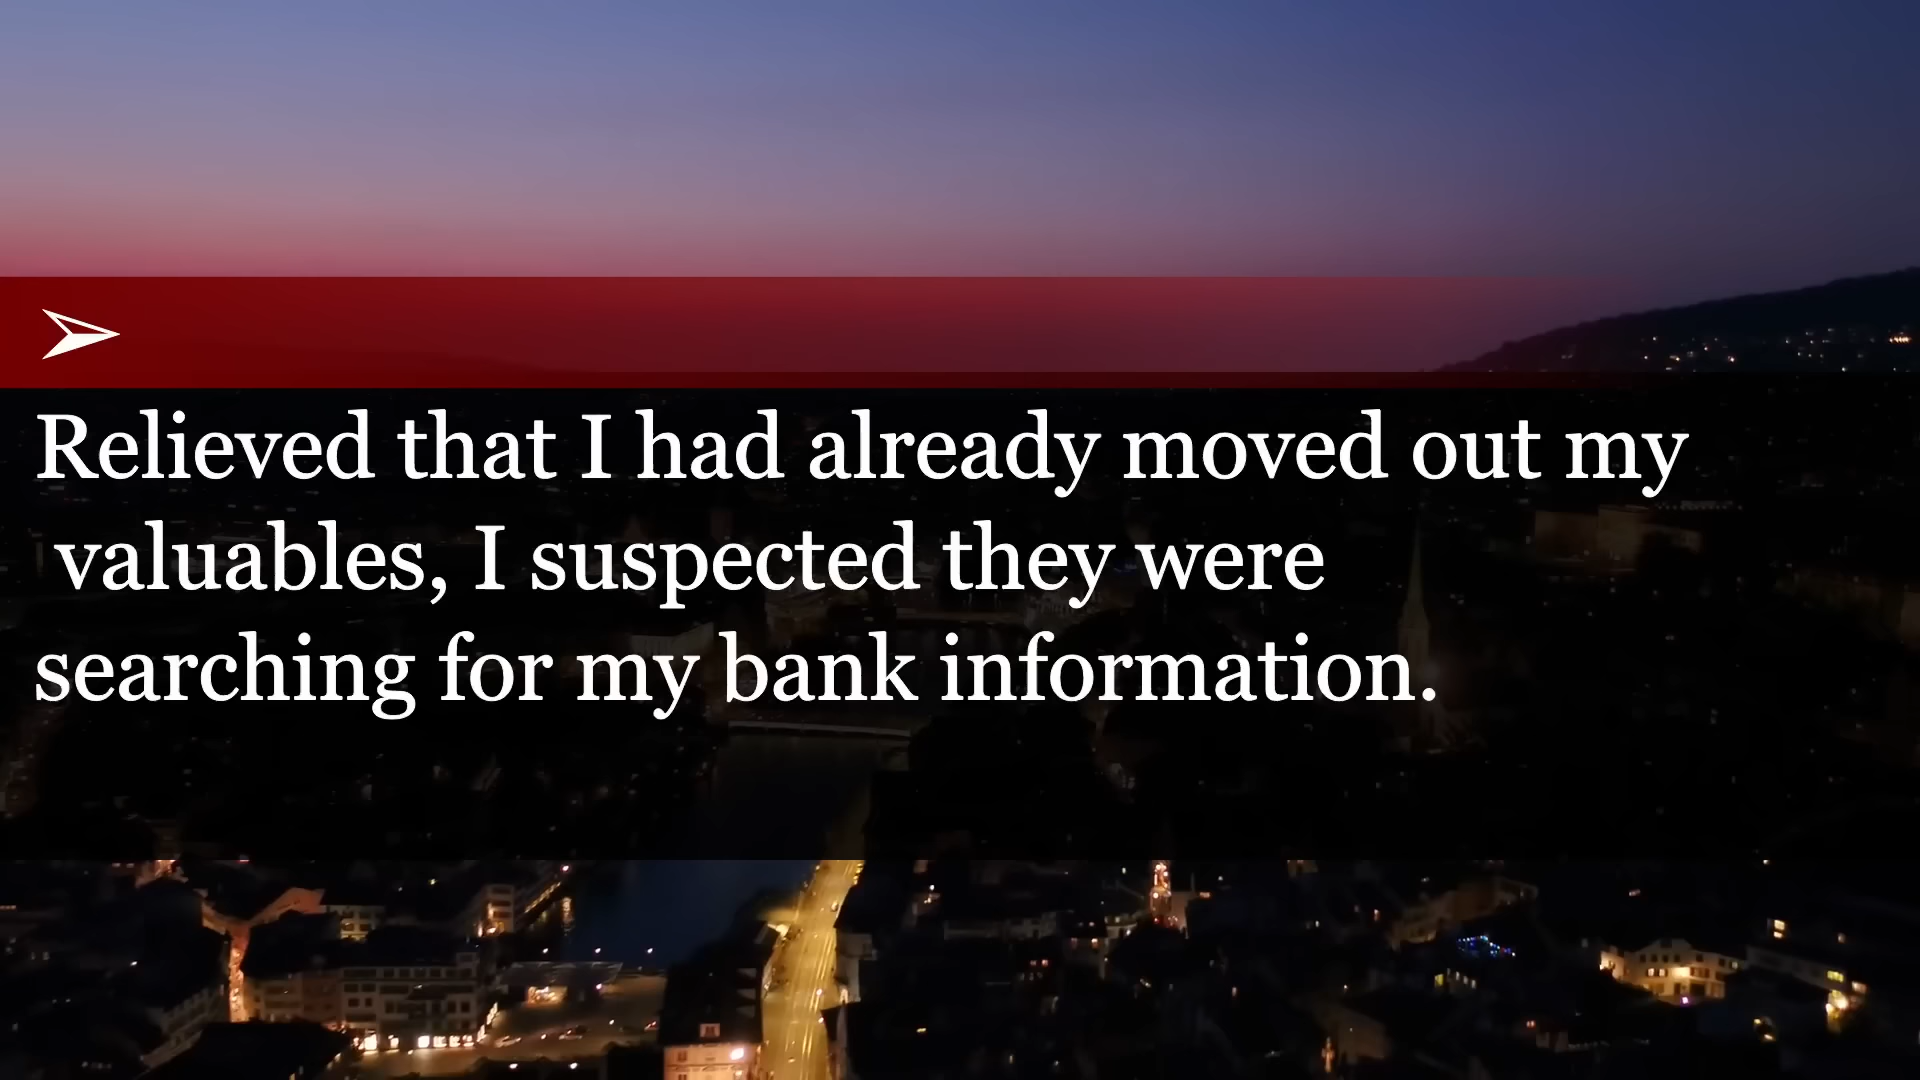 Relieved that I had already moved out my
valuables, I suspected they were
searching for my bank information.